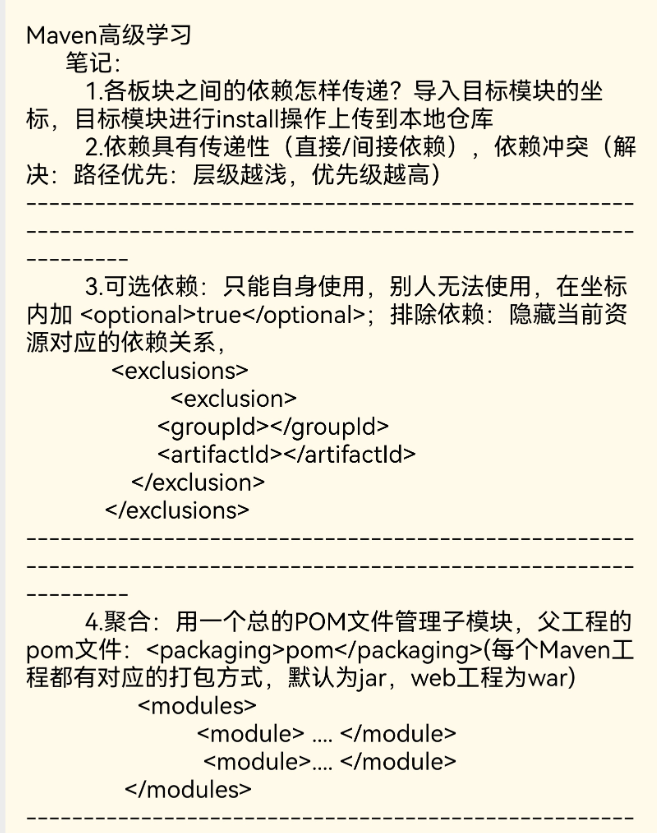 Maven高级学习
笔记：
1.各板块之间的依赖怎样传递？导入目标模块的坐
标，目标模块进行install操作上传到本地仓库
2.依赖具有传递性（直接/间接依赖），依赖冲突（解
决：路径优先：层级越浅，优先级越高）
-----------------------------------------------------
-----------------------------------------------------
---------
3.可选依赖：只能自身使用，别人无法使用，在坐标
内加 <optional>true</optional>；排除依赖：隐藏当前资
源对应的依赖关系，
<exclusions>
<exclusion>
<groupId></groupId>
<artifactId></artifactId>
</exclusion>
</exclusions>
-----------------------------------------------------
-----------------------------------------------------
---------
4.聚合：用一个总的POM文件管理子模块，父工程的
pom文件：<packaging>pom</packaging>(每个Maven工
程都有对应的打包方式，默认为jar，web工程为war)
<modules>
<module> .... </module>
<module>.... </module>
</modules>
-----------------------------------------------------